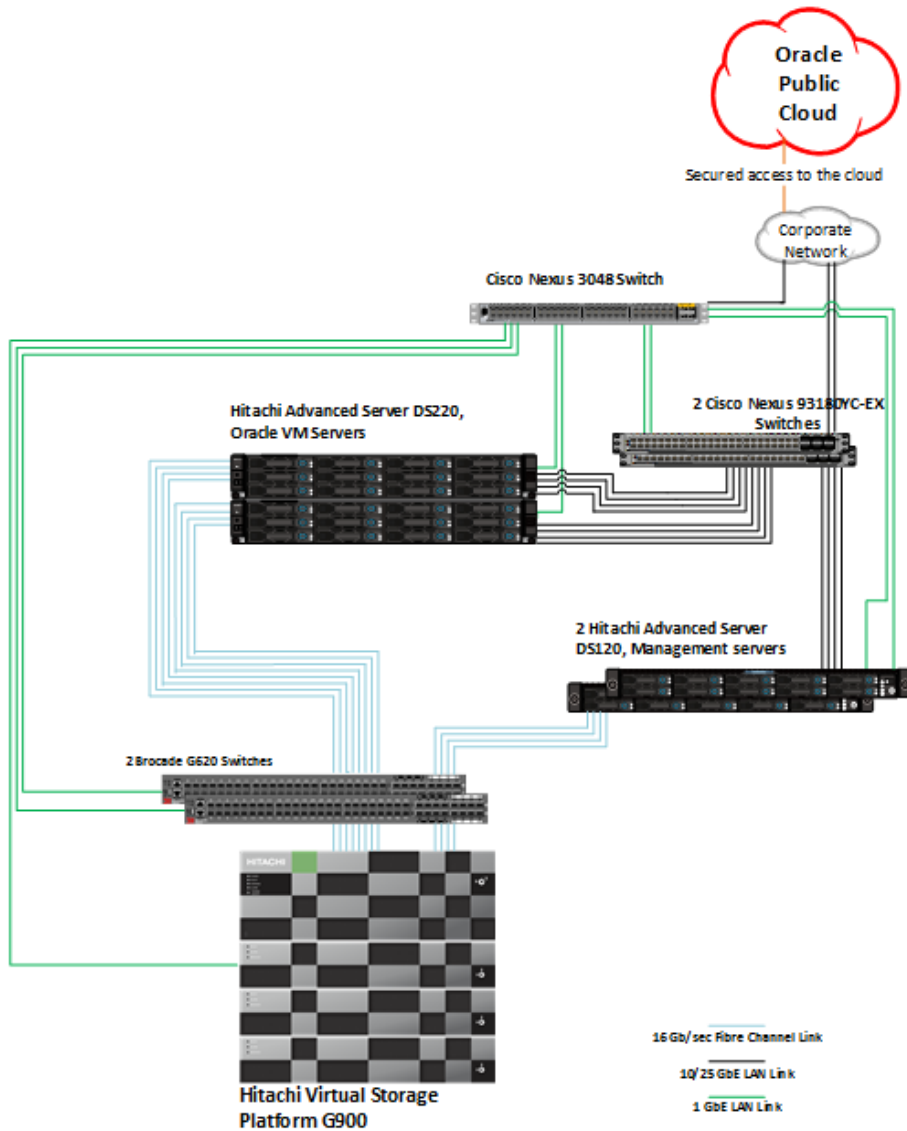 Oracle
Public
Cloud
Secured access to the cloud
Corporate
Network
Cisco Nexus 3048 Switch
Hitachi Advanced Server DS220,
Oracle VM Servers
2 Cisco Nexus 93180YC-EX
Switches
2 Hitachi Advanced Server
DS120, Management servers
2 Brocade G620 Switches
HITACHI
Hitachi Virtual Storage
Platform G900
16 Gb/sec Fibre Channel Link
10/25 GbE LAN Link
1 GbE LAN Link